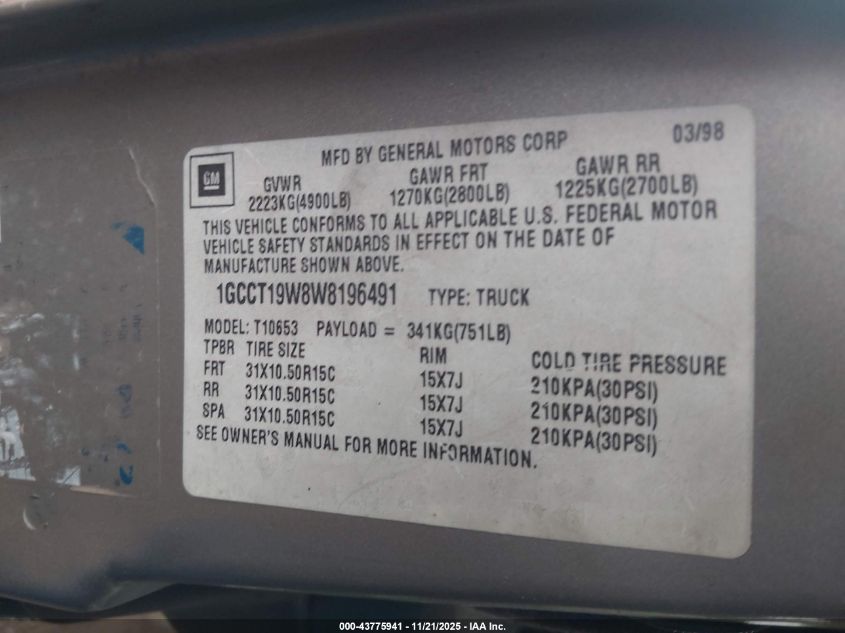 03/98
MFD BY GENERAL MOTORS CORP
GM
GVWR GAWR FRT GAWR RR
2223KG(4900LB) 1270KG(2800LB) 1225KG(2700LB)
THIS VEHICLE CONFORMS TO ALL APPLICABLE U.S. FEDERAL MOTOR
VEHICLE SAFETY STANDARDS IN EFFECT ON THE DATE OF
MANUFACTURE SHOWN ABOVE.
1GCCT19W8W8196491 TYPE: TRUCK
MODEL: T10653 PAYLOAD = 341KG(751LB)
TPBR TIRE SIZE RIM COLD TIRE PRESSURE
FRT 31X10.50R15C 15X7J 210KPA(30PSI)
RR 31X10.50R15C 15X7J 210KPA(30PSI)
SPA 31X10.50R15C 15X7J 210KPA(30PSI)
SEE OWNER'S MANUAL FOR MORE INFORMATION.
000-43775941 - 11/21/2025 - IAA Inc.